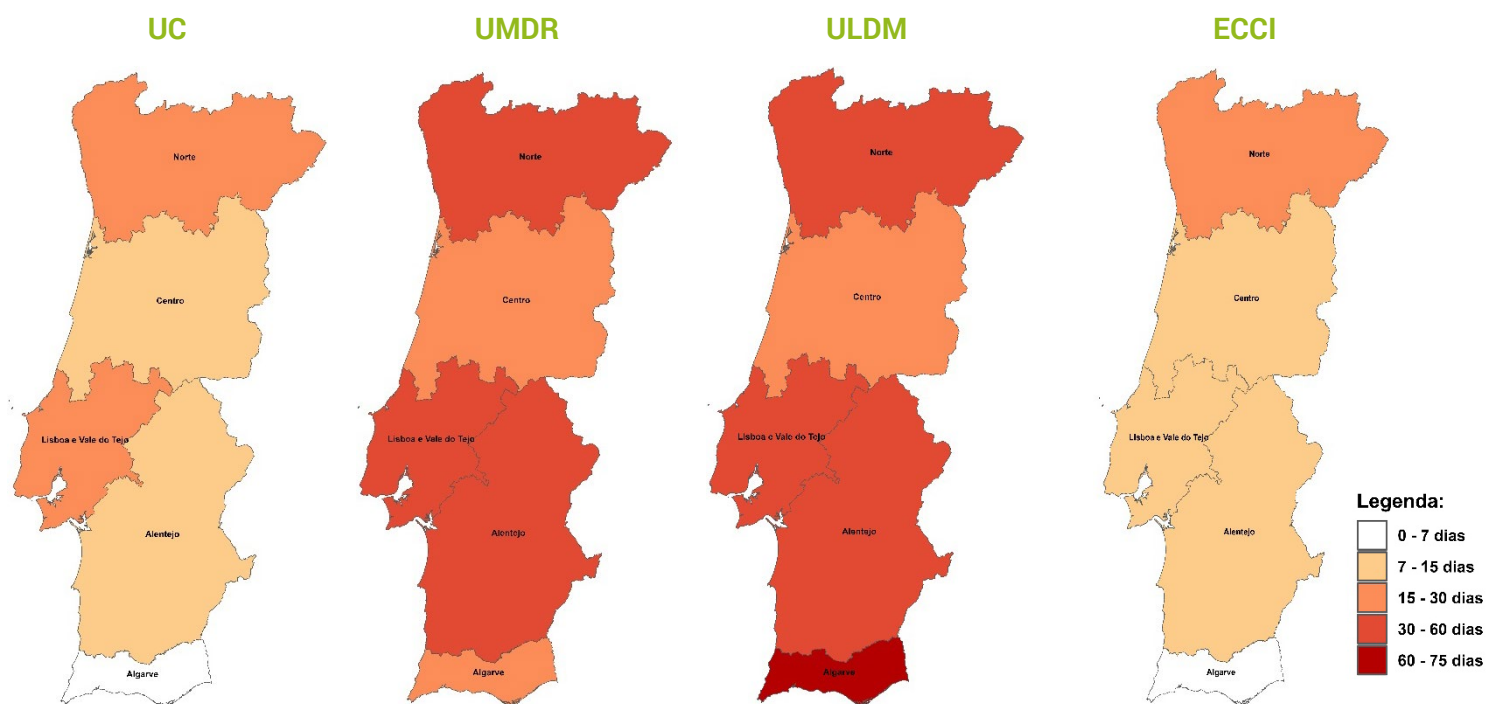 UC
UMDR
ULDM
ECCI
Norte
Centro
Lisboa e Vale do Tejo
Alentejo
Algarve
Norte
Centro
Lisboa e Vale do Tejo
Alentejo
Algarve
Norte
Centro
Lisboa e Vale do Tejo
Alentejo
Algarve
Norte
Centro
Lisboa e Vale do Tejo
Alentejo
Algarve
Legenda:
0 - 7 dias
7 - 15 dias
15 - 30 dias
30 - 60 dias
60 - 75 dias